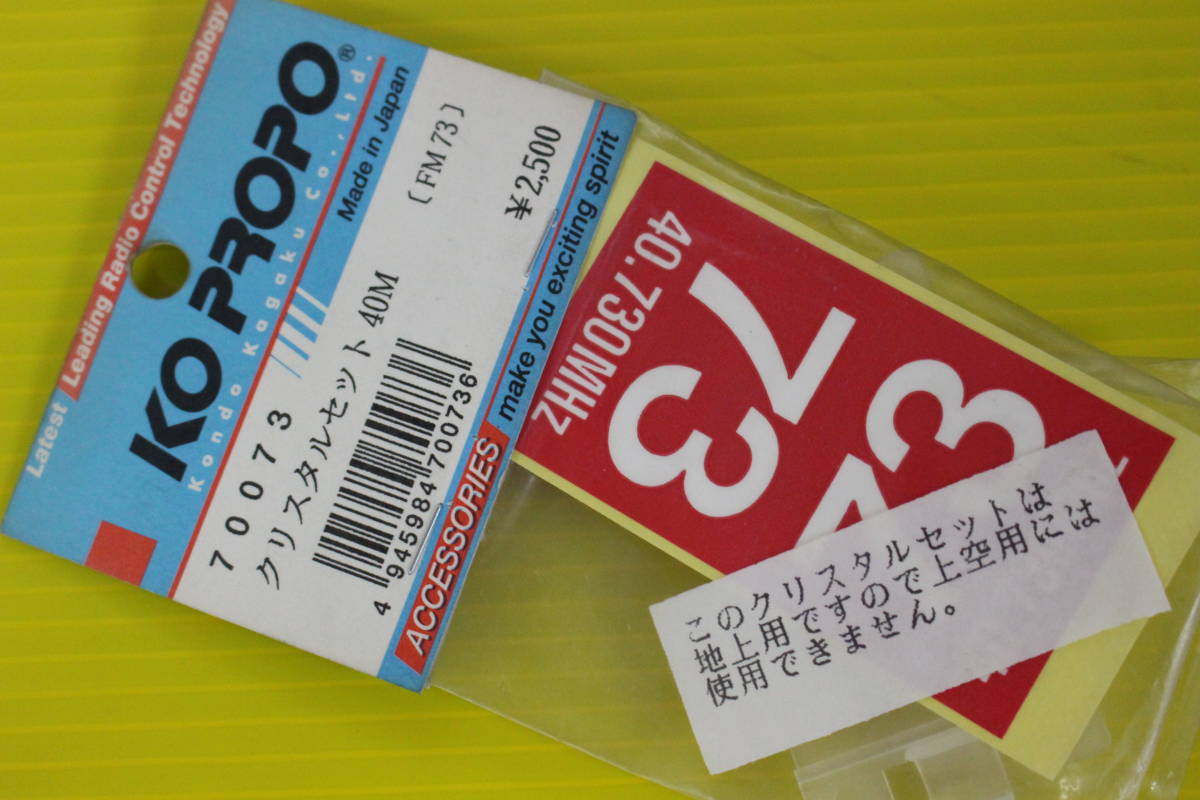 Latest Leading Radio Control Technology
KO PROPO®
Kondo Kagaku Co.,Ltd.
Made in Japan
70073
クリスタルセット 40M
〔FM73〕
¥2,500
4 945984 700736
ACCESSORIES make you exciting spirit
40.730MHz
73
73
このクリスタルセットは
地上用ですので上空用には
使用できません。